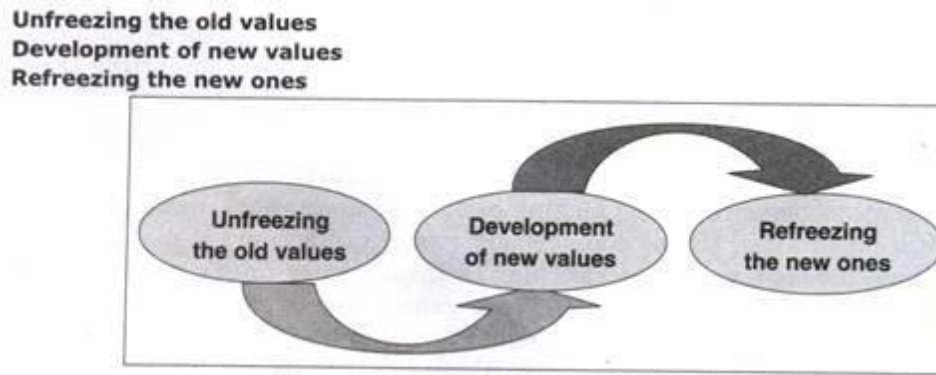 Unfreezing the old values
Development of new values
Refreezing the new ones
Unfreezing
the old values
Development
of new values
Refreezing
the new ones